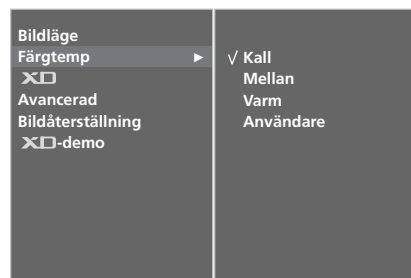 Bildläge
Färgtemp ►
XD
Avancerad
Bildåterställning
XD-demo
√ Kall
Mellan
Varm
Användare